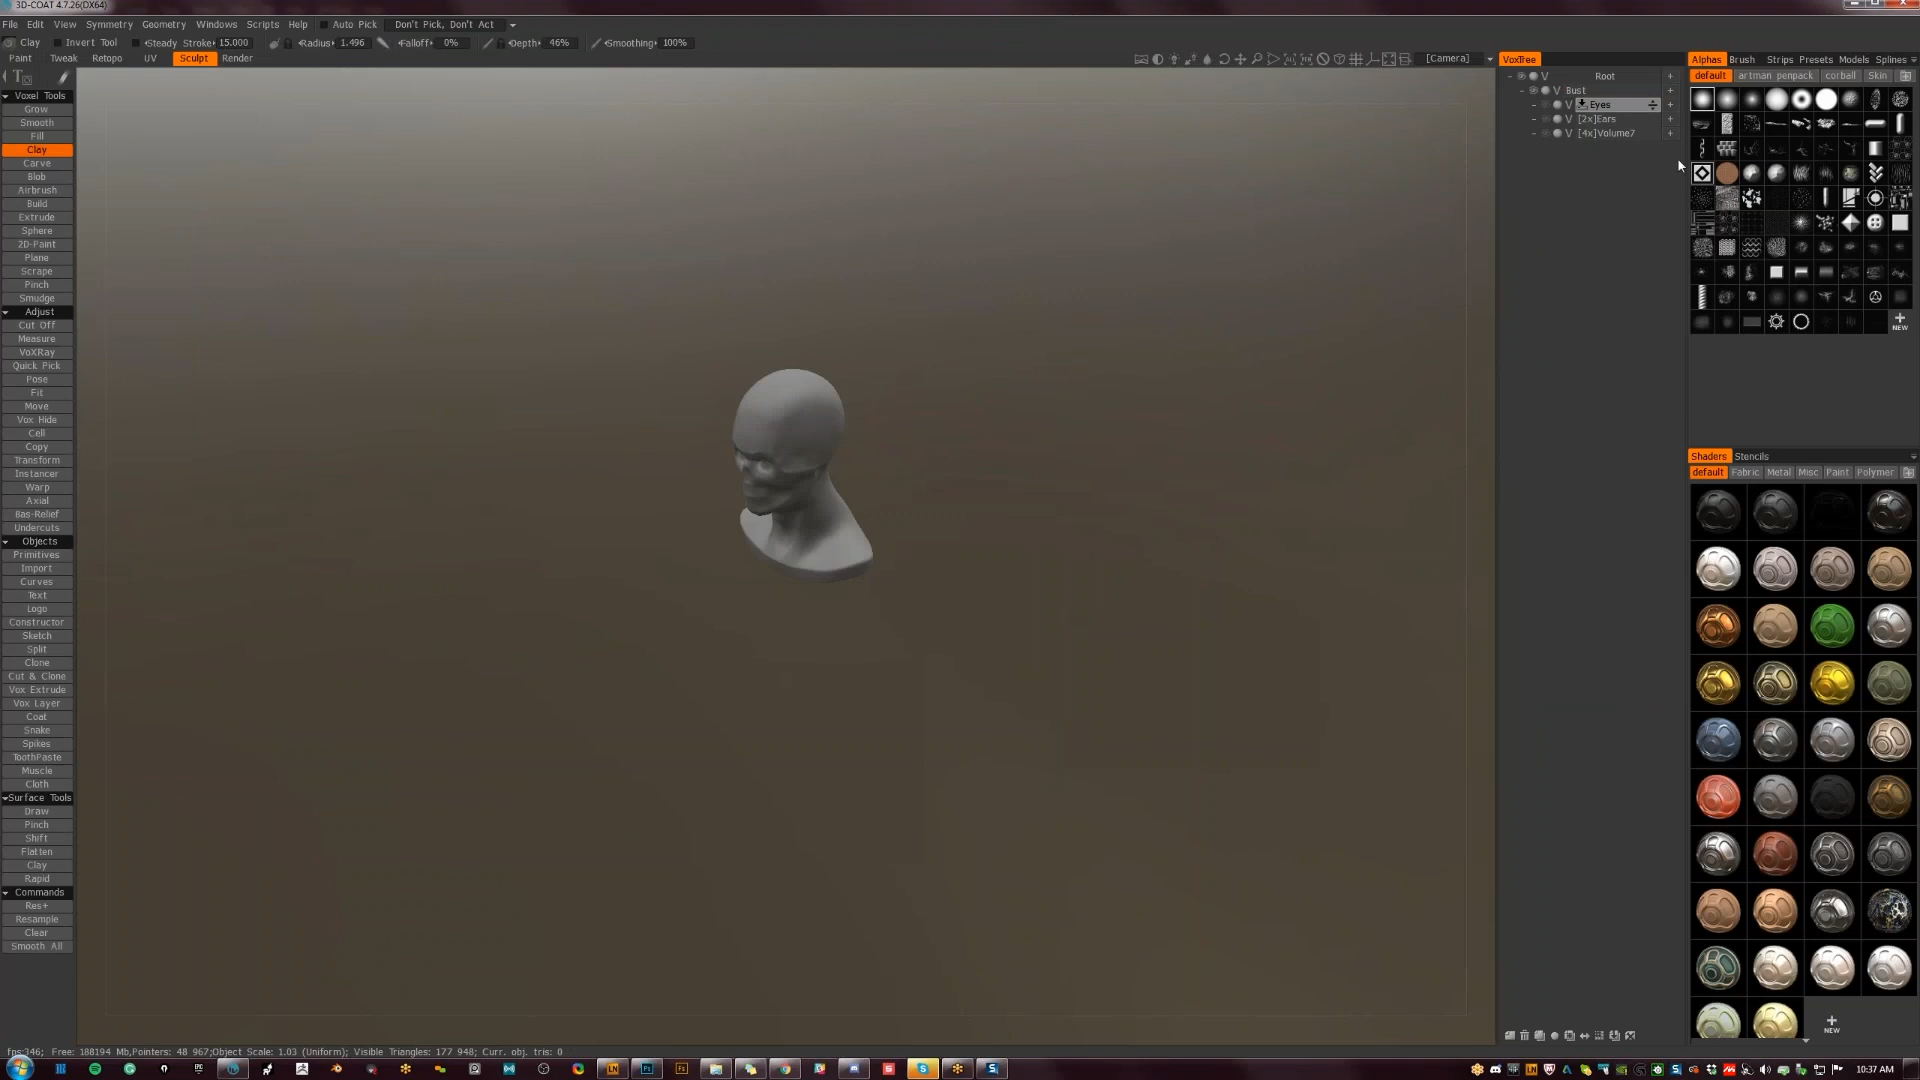 3D-COAT 4.7.26(DX64)
File Edit View Symmetry Geometry Windows Scripts Help Auto Pick Don't Pick, Don't Act
Clay Invert Tool Steady Stroke 15.000 Radius 1.496 Falloff 0% Depth 46% Smoothing 100%
Paint Tweak Retopo UV Sculpt Render [Camera]
VoxTree
Root
Bust
Eyes
[2x]Ears
[4x]Volume7
Alphas Brush Strips Presets Models Splines
default artman penpack corball Skin
NEW
Shaders Stencils
default Fabric Metal Misc Paint Polymer
NEW
Voxel Tools
Grow
Smooth
Fill
Clay
Carve
Blob
Airbrush
Build
Extrude
Sphere
2D-Paint
Plane
Scrape
Pinch
Smudge
Adjust
Cut Off
Measure
VoXRay
Quick Pick
Pose
Fit
Move
Vox Hide
Cell
Copy
Transform
Instancer
Warp
Axial
Bas-Relief
Undercuts
Objects
Primitives
Import
Curves
Text
Logo
Constructor
Sketch
Split
Clone
Cut & Clone
Vox Extrude
Vox Layer
Coat
Snake
Spikes
ToothPaste
Muscle
Cloth
Surface Tools
Draw
Pinch
Shift
Flatten
Clay
Rapid
Commands
Res+
Resample
Clear
Smooth All
fps:346; Free: 188194 Mb,Pointers: 48 967;Object Scale: 1.03 (Uniform); Visible Triangles: 177 948; Curr. obj. tris: 0
10:37 AM